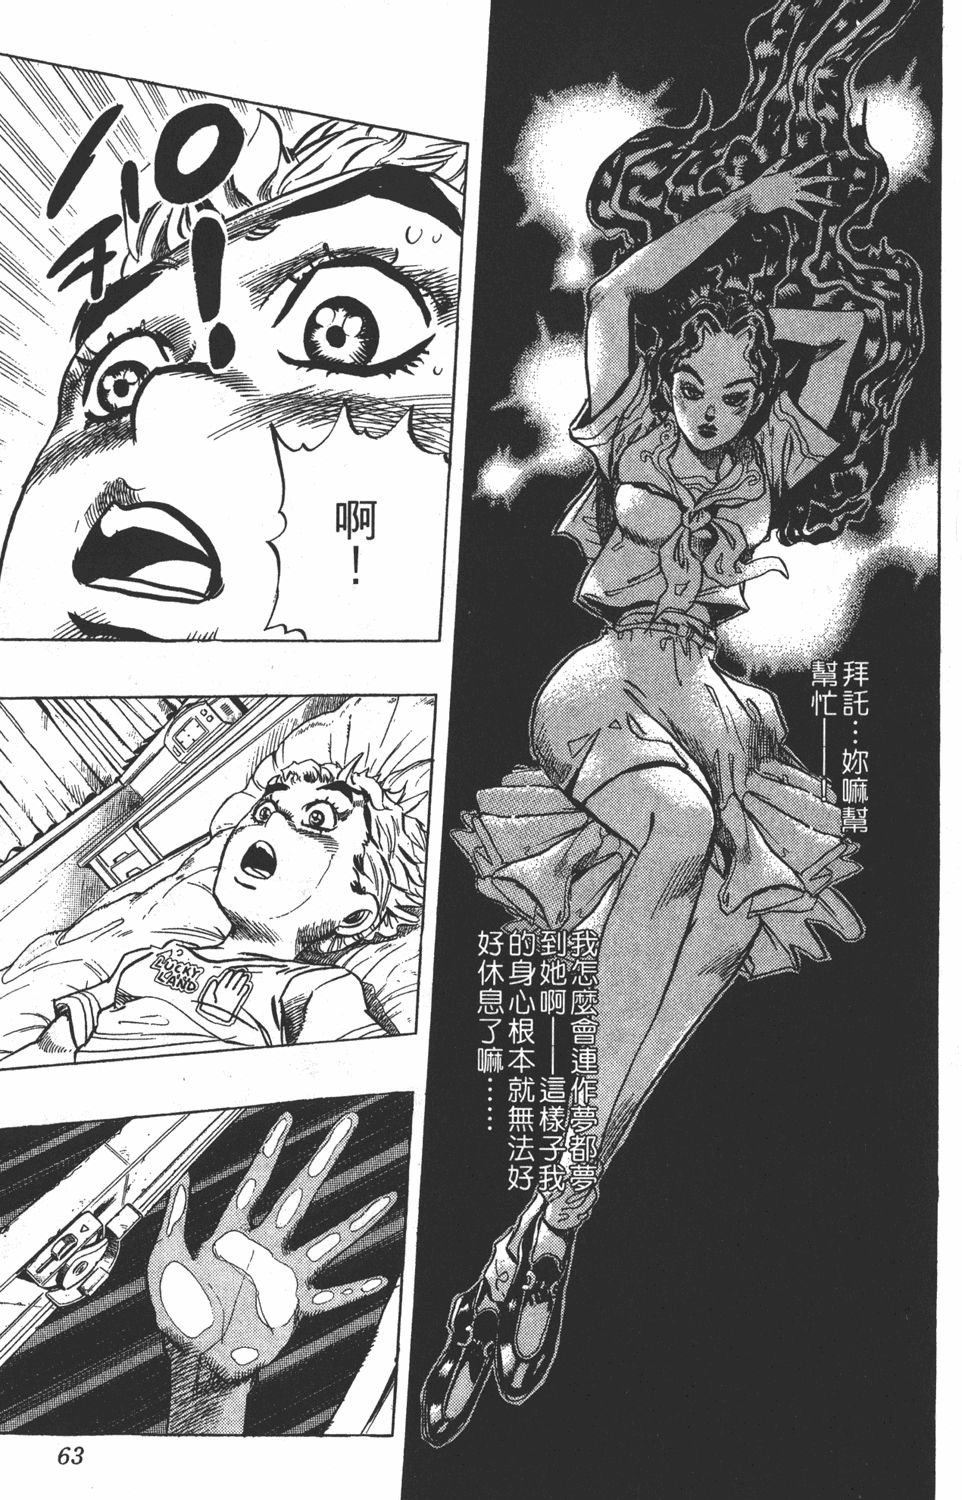 拜託…妳嘛幫
幫忙——！
我怎麼會連作夢都夢
到她啊——這樣子我
的身心根本就無法好
好休息了嘛……
パチ！
啊！
LUCKY
LAND
63